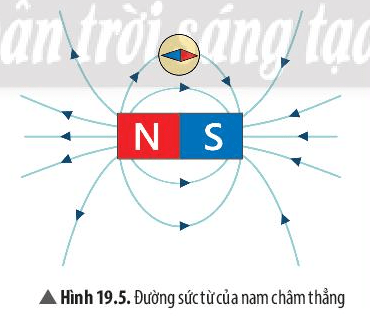 ân trời sáng tạo
N S
▲ Hình 19.5. Đường sức từ của nam châm thẳng